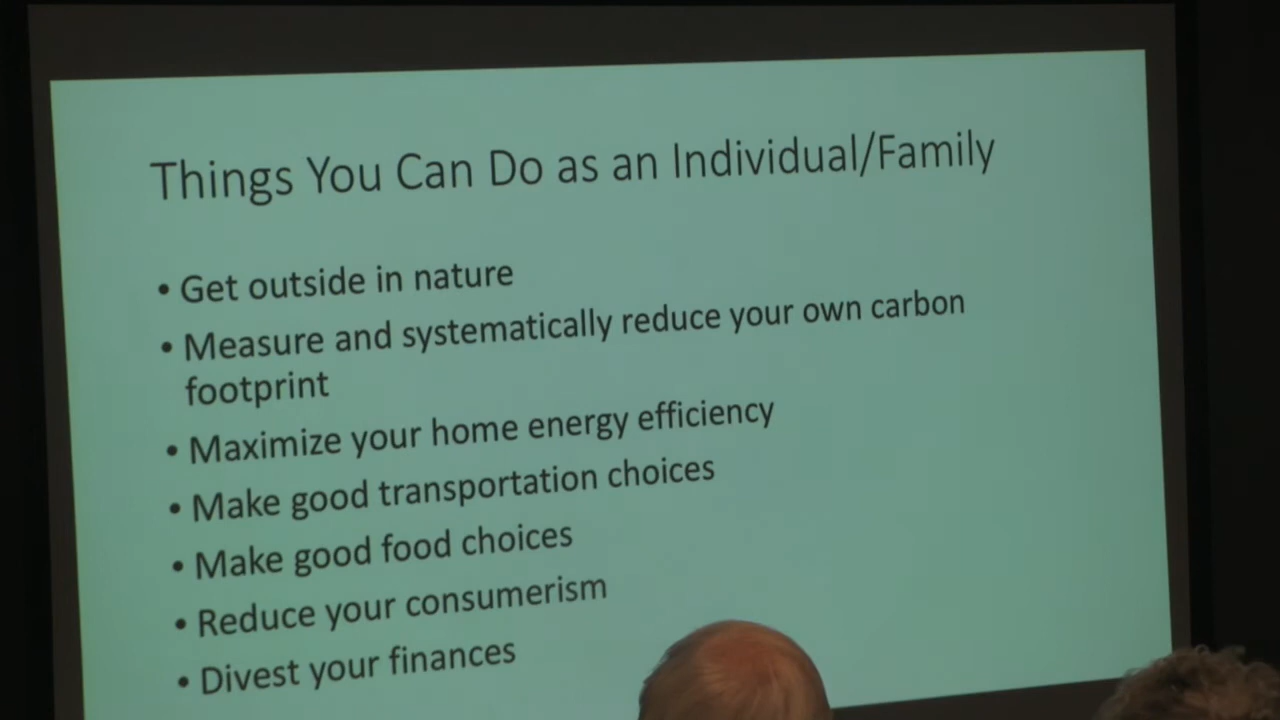 Things You Can Do as an Individual/Family
• Get outside in nature
• Measure and systematically reduce your own carbon
footprint
• Maximize your home energy efficiency
• Make good transportation choices
• Make good food choices
• Reduce your consumerism
• Divest your finances